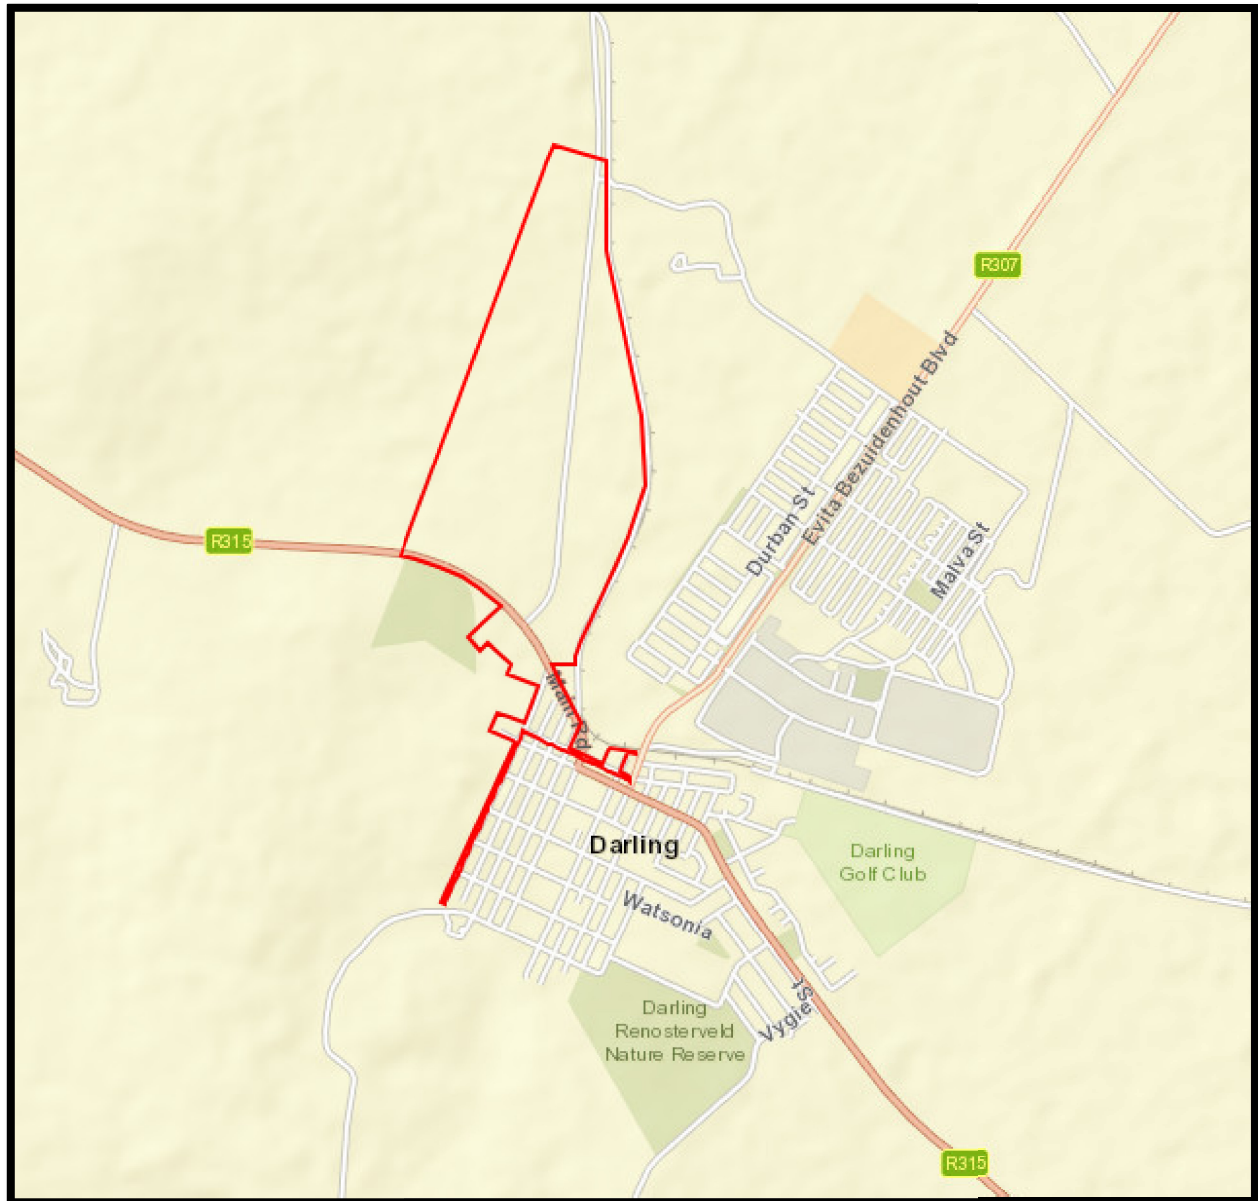 R307
Evita Bezuidenhout Blvd
Durban St
R315
Malva St
Main Rd
Darling
Darling
Golf Club
Watsonia
Darling
Renosterveld
Nature Reserve
Vygie St
R315